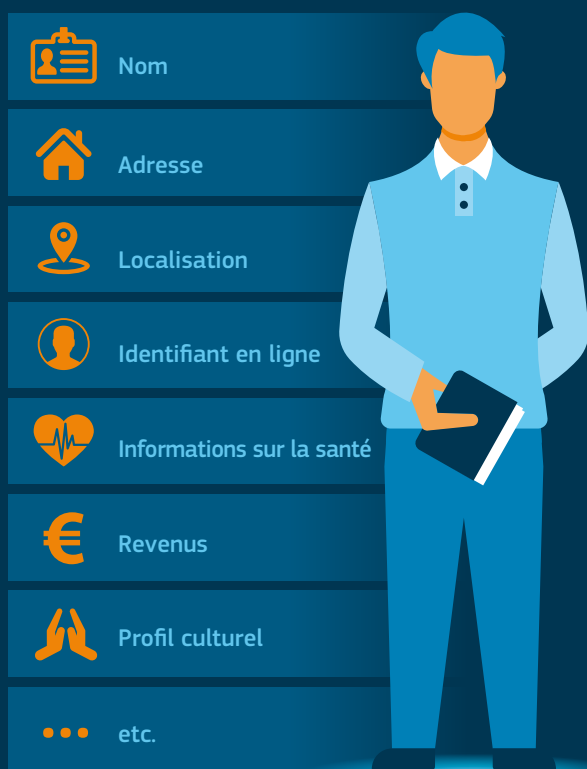 Nom
Adresse
Localisation
Identifiant en ligne
Informations sur la santé
Revenus
Profil culturel
etc.